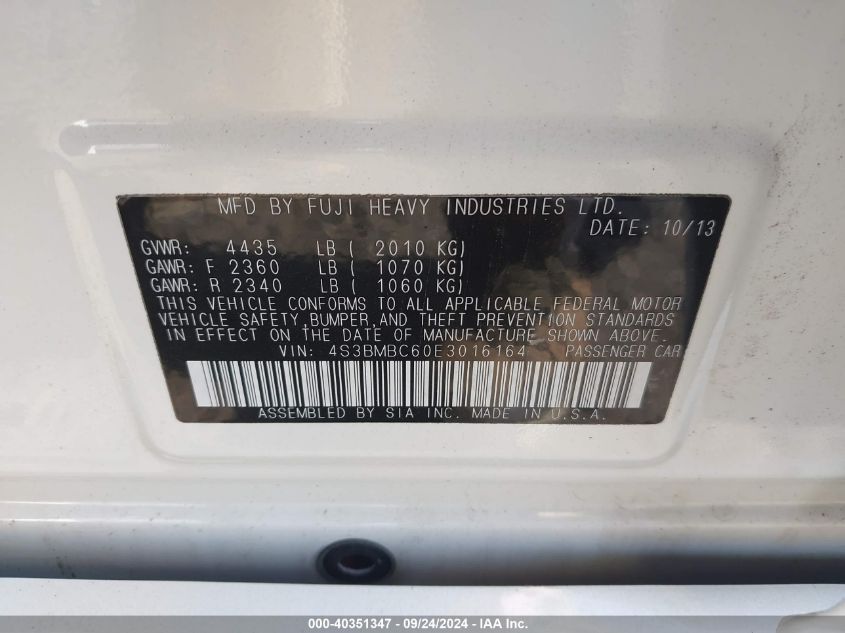 MFD BY FUJI HEAVY INDUSTRIES LTD.
DATE: 10/13
GVWR: 4435 LB ( 2010 KG)
GAWR: F 2360 LB ( 1070 KG)
GAWR: R 2340 LB ( 1060 KG)
THIS VEHICLE CONFORMS TO ALL APPLICABLE FEDERAL MOTOR
VEHICLE SAFETY,BUMPER,AND THEFT PREVENTION STANDARDS
IN EFFECT ON THE DATE OF MANUFACTURE SHOWN ABOVE.
VIN: 4S3BMBC60E3016164 PASSENGER CAR
ASSEMBLED BY SIA INC. MADE IN U.S.A.
000-40351347 - 09/24/2024 - IAA Inc.